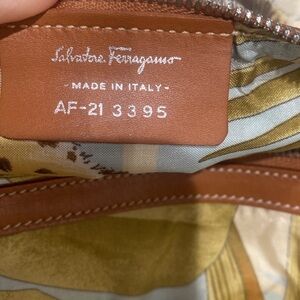 Salvatore Ferragamo
- MADE IN ITALY -
AF-21 3395